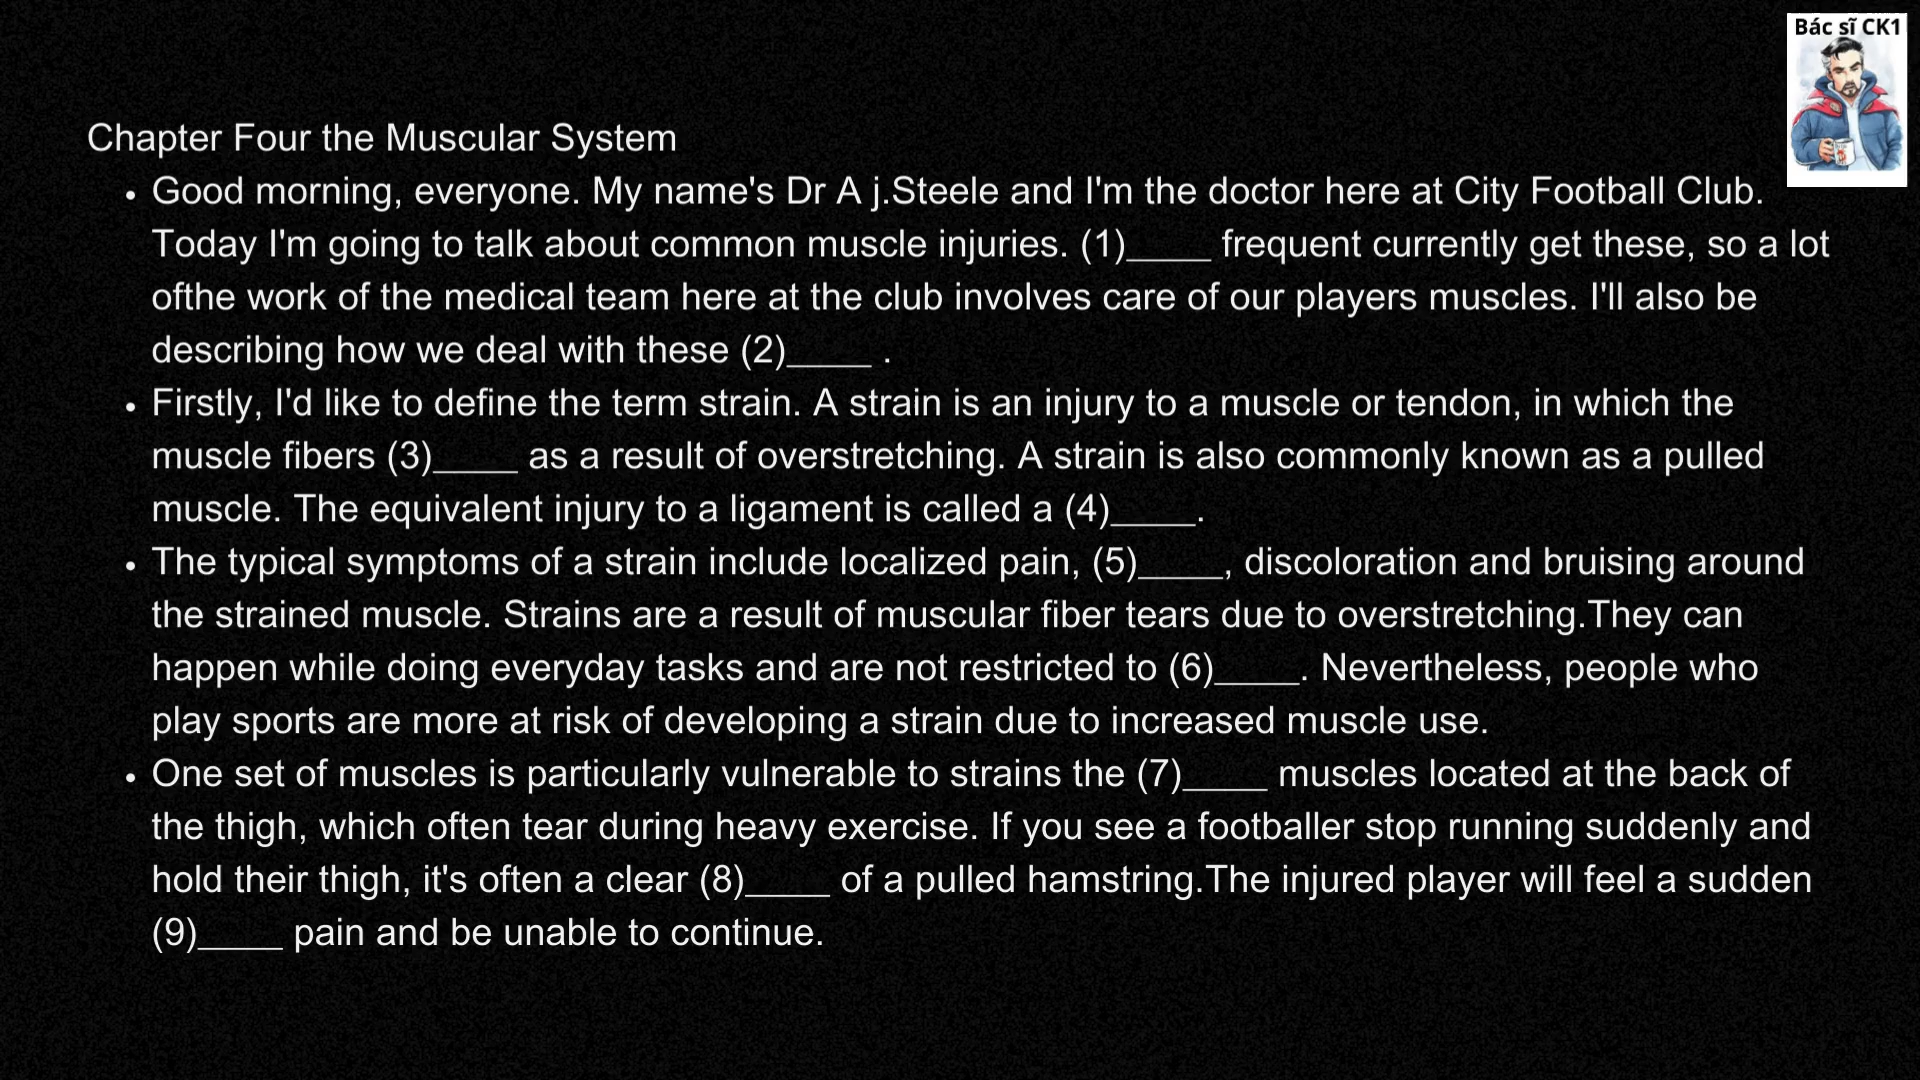 Bác sĩ CK1
Chapter Four the Muscular System
• Good morning, everyone. My name's Dr A j.Steele and I'm the doctor here at City Football Club.
Today I'm going to talk about common muscle injuries. (1)____ frequent currently get these, so a lot
ofthe work of the medical team here at the club involves care of our players muscles. I'll also be
describing how we deal with these (2)____ .
• Firstly, I'd like to define the term strain. A strain is an injury to a muscle or tendon, in which the
muscle fibers (3)____ as a result of overstretching. A strain is also commonly known as a pulled
muscle. The equivalent injury to a ligament is called a (4)____.
• The typical symptoms of a strain include localized pain, (5)____, discoloration and bruising around
the strained muscle. Strains are a result of muscular fiber tears due to overstretching.They can
happen while doing everyday tasks and are not restricted to (6)____. Nevertheless, people who
play sports are more at risk of developing a strain due to increased muscle use.
• One set of muscles is particularly vulnerable to strains the (7)____ muscles located at the back of
the thigh, which often tear during heavy exercise. If you see a footballer stop running suddenly and
hold their thigh, it's often a clear (8)____ of a pulled hamstring.The injured player will feel a sudden
(9)____ pain and be unable to continue.